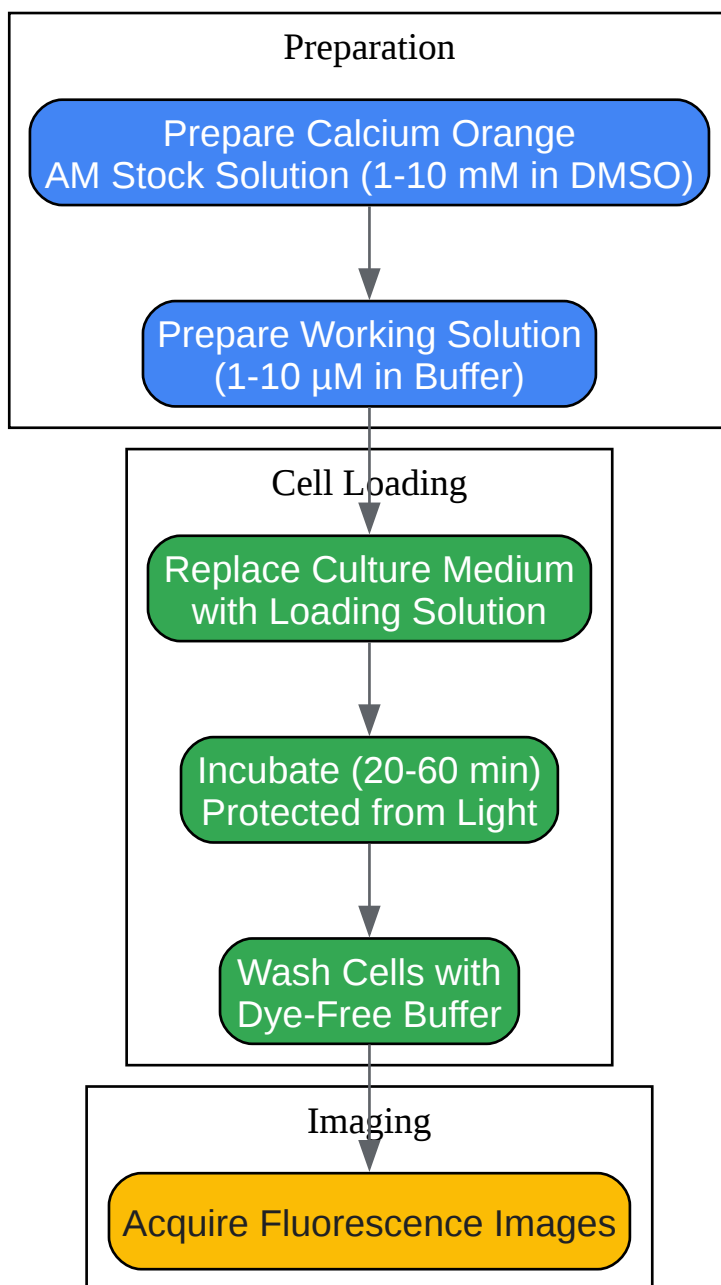 Preparation
Prepare Calcium Orange
AM Stock Solution (1-10 mM in DMSO)
Prepare Working Solution
(1-10 µM in Buffer)
Cell Loading
Replace Culture Medium
with Loading Solution
Incubate (20-60 min)
Protected from Light
Wash Cells with
Dye-Free Buffer
Imaging
Acquire Fluorescence Images